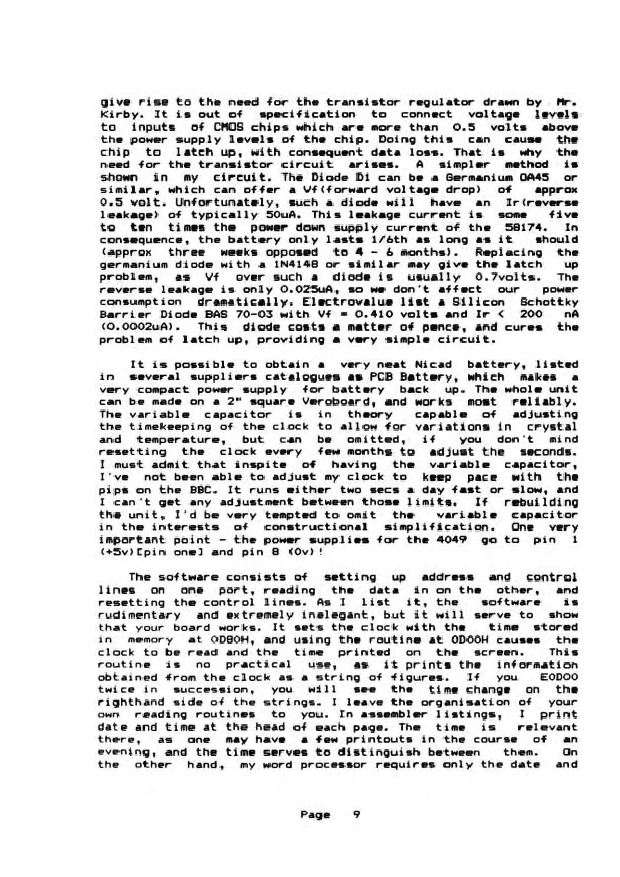 give rise to the need for the transistor regulator drawn by Mr.
Kirby. It is out of specification to connect voltage levels
to inputs of CMOS chips which are more than 0.5 volts above
the power supply levels of the chip. Doing this can cause the
chip to latch up, with consequent data loss. That is why the
need for the transistor circuit arises. A simpler method is
shown in my circuit. The Diode D1 can be a Germanium OA45 or
similar, which can offer a Vf(forward voltage drop) of approx
0.5 volt. Unfortunately, such a diode will have an Ir(reverse
leakage) of typically 50uA. This leakage current is some five
to ten times the power down supply current of the 58174. In
consequence, the battery only lasts 1/6th as long as it should
(approx three weeks opposed to 4 - 6 months). Replacing the
germanium diode with a 1N4148 or similar may give the latch up
problem, as Vf over such a diode is usually 0.7volts. The
reverse leakage is only 0.025uA, so we don't affect our power
consumption dramatically. Electrovalue list a Silicon Schottky
Barrier Diode BAS 70-03 with Vf = 0.410 volts and Ir < 200 nA
(0.0002uA). This diode costs a matter of pence, and cures the
problem of latch up, providing a very simple circuit.
It is possible to obtain a very neat Nicad battery, listed
in several suppliers catalogues as PCB Battery, which makes a
very compact power supply for battery back up. The whole unit
can be made on a 2" square Veroboard, and works most reliably.
The variable capacitor is in theory capable of adjusting
the timekeeping of the clock to allow for variations in crystal
and temperature, but can be omitted, if you don't mind
resetting the clock every few months to adjust the seconds.
I must admit that inspite of having the variable capacitor,
I've not been able to adjust my clock to keep pace with the
pips on the BBC. It runs either two secs a day fast or slow, and
I can't get any adjustment between those limits. If rebuilding
the unit, I'd be very tempted to omit the variable capacitor
in the interests of constructional simplification. One very
important point - the power supplies for the 4049 go to pin 1
(+5v)[pin one] and pin 8 (0v)!
The software consists of setting up address and control
lines on one port, reading the data in on the other, and
resetting the control lines. As I list it, the software is
rudimentary and extremely inelegant, but it will serve to show
that your board works. It sets the clock with the time stored
in memory at 0D80H, and using the routine at 0D00H causes the
clock to be read and the time printed on the screen. This
routine is no practical use, as it prints the information
obtained from the clock as a string of figures. If you E0D00
twice in succession, you will see the time change on the
righthand side of the strings. I leave the organisation of your
own reading routines to you. In assembler listings, I print
date and time at the head of each page. The time is relevant
there, as one may have a few printouts in the course of an
evening, and the time serves to distinguish between them. On
the other hand, my word processor requires only the date and
Page 9